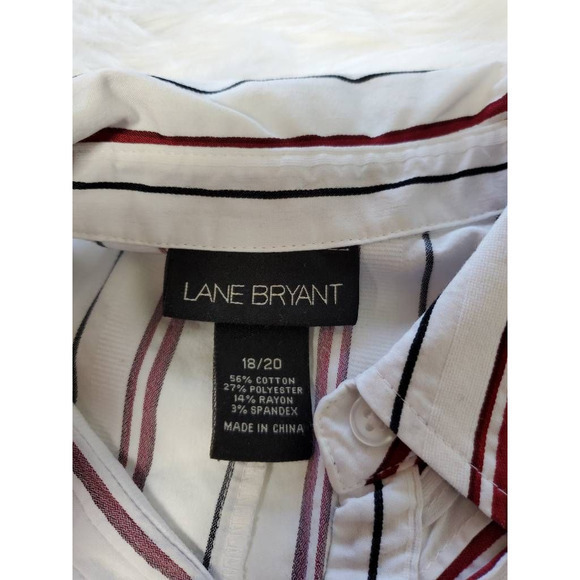 LANE BRYANT
18/20
56% COTTON
27% POLYESTER
14% RAYON
3% SPANDEX
MADE IN CHINA